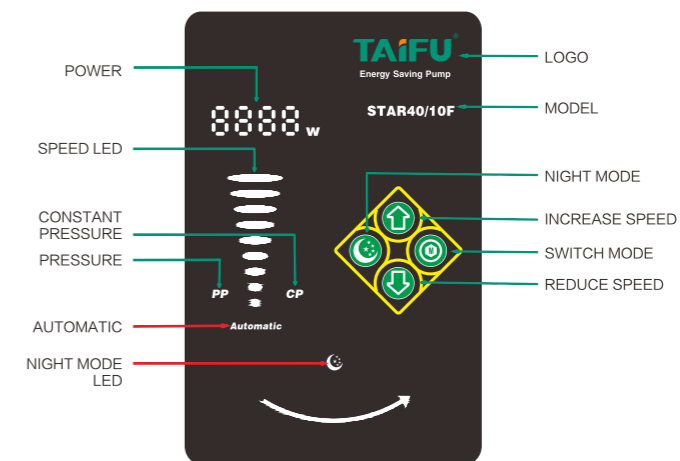 POWER
SPEED LED
CONSTANT
PRESSURE
PRESSURE
AUTOMATIC
NIGHT MODE
LED
TAiFU®
Energy Saving Pump
STAR40/10F
8888 W
PP
CP
Automatic
M
LOGO
MODEL
NIGHT MODE
INCREASE SPEED
SWITCH MODE
REDUCE SPEED